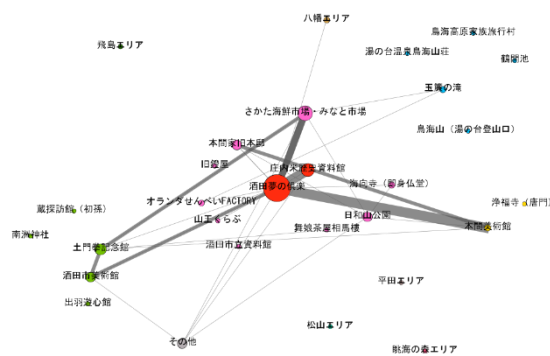 八幡エリア
鳥海高原家族旅行村
飛島エリア
湯の台温泉鳥海山荘
鶴間池
玉簾の滝
さかた海鮮市場・みなと市場
鳥海山(湯の台登山口)
本間家旧本邸
旧鐙屋
庄内米歴史資料館
酒田夢の倶楽
海向寺(即身仏堂)
オランダせんべいFACTORY
蔵探訪館(初孫)
山王くらぶ
日和山公園
浄福寺(唐門)
南洲神社
舞娘茶屋相馬樓
本間美術館
土門拳記念館
酒田市立資料館
酒田市美術館
平田エリア
出羽遊心館
松山エリア
その他
眺海の森エリア